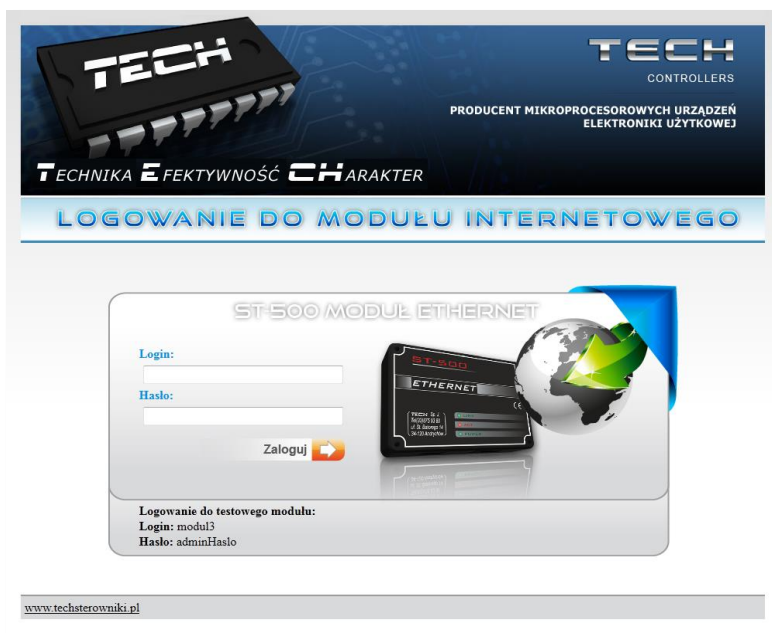 TECH
TECH
CONTROLLERS
PRODUCENT MIKROPROCESOROWYCH URZĄDZEŃ
ELEKTRONIKI UŻYTKOWEJ
TECHNIKA EFEKTYWNOŚĆ CHARAKTER
LOGOWANIE DO MODUŁU INTERNETOWEGO
ST-500 MODUŁ ETHERNET
Login:
Hasło:
Zaloguj
ST-500
ETHERNET
CE
Logowanie do testowego modułu:
Login: modul3
Hasło: adminHaslo
www.techsterowniki.pl